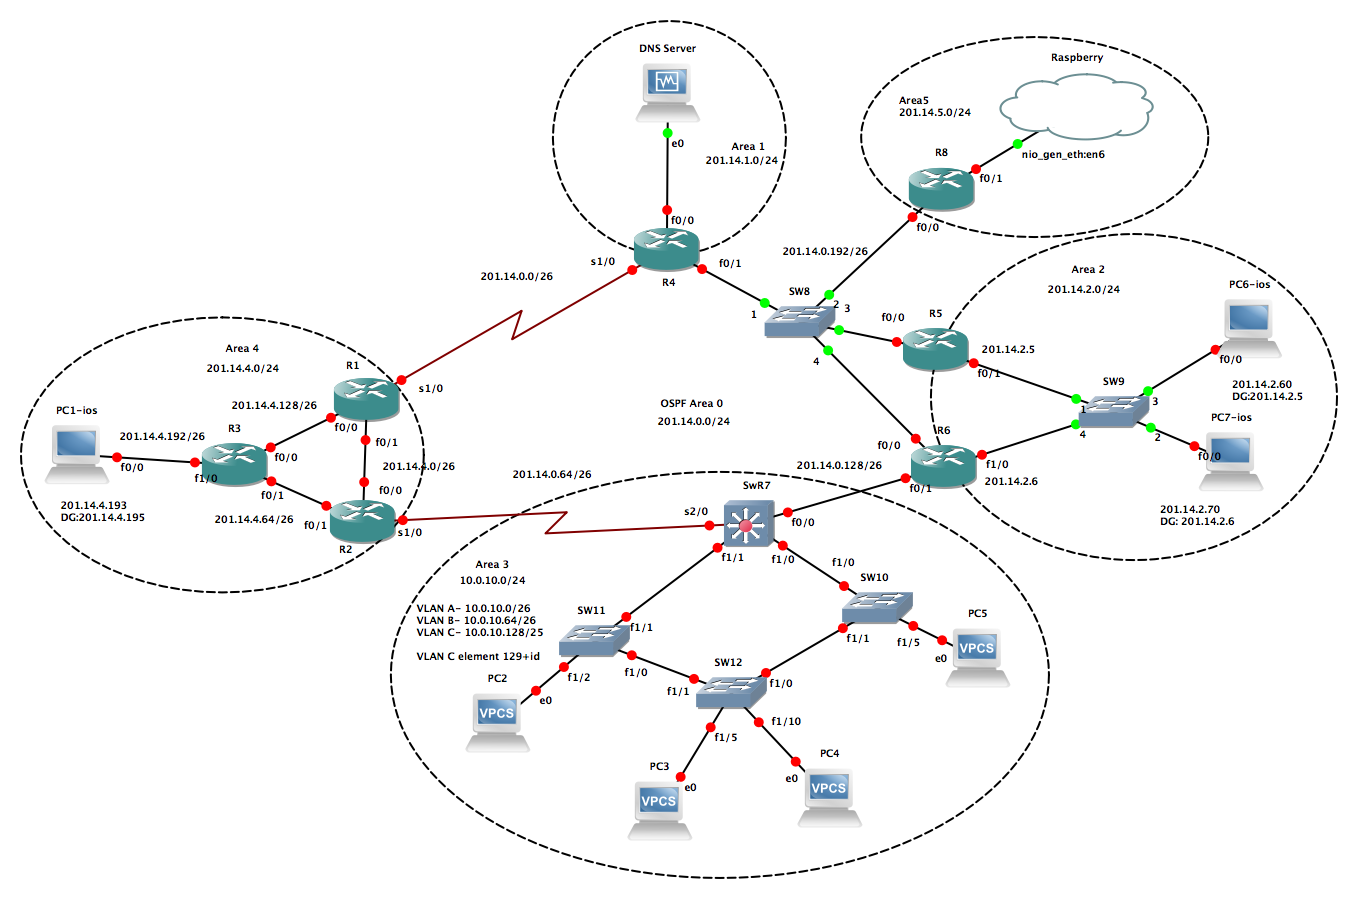 DNS Server
e0
Area 1
201.14.1.0/24
f0/0
s1/0
f0/1
R4
Raspberry
Area5
201.14.5.0/24
nio_gen_eth:en6
R8
f0/1
f0/0
201.14.0.192/26
201.14.0.0/26
SW8
1
2
3
4
f0/0
R5
201.14.2.5
f0/1
Area 2
201.14.2.0/24
PC6-ios
f0/0
SW9
1
3
2
4
201.14.2.60
DG:201.14.2.5
PC7-ios
f0/0
201.14.2.70
DG: 201.14.2.6
R6
f0/0
f1/0
201.14.2.6
f0/1
201.14.0.128/26
OSPF Area 0
201.14.0.0/24
Area 4
201.14.4.0/24
R1
s1/0
201.14.4.128/26
f0/0
f0/1
PC1-ios
201.14.4.192/26
f0/0
R3
f0/0
f1/0
f0/1
201.14.4.0/26
201.14.4.193
DG:201.14.4.195
201.14.4.64/26
f0/0
f0/1
s1/0
R2
201.14.0.64/26
SwR7
s2/0
f0/0
f1/1
f1/0
Area 3
10.0.10.0/24
VLAN A- 10.0.10.0/26
VLAN B- 10.0.10.64/26
VLAN C- 10.0.10.128/25
VLAN C element 129+id
SW11
f1/1
f1/0
f1/2
PC2
VPCS
e0
f1/0
SW10
f1/1
f1/5
PC5
VPCS
e0
SW12
f1/1
f1/0
f1/5
f1/10
PC3
VPCS
e0
PC4
VPCS
e0